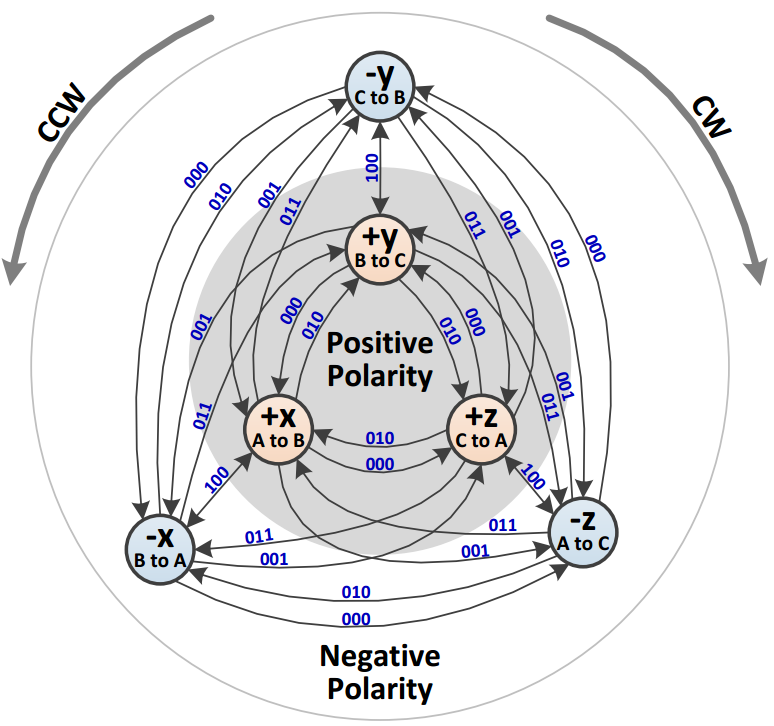 CCW
CW
-y
C to B
000
010
001
011
100
011
001
010
000
+y
B to C
001
000
010
010
000
Positive
Polarity
011
001
011
+x
A to B
+z
C to A
010
000
100
100
-x
B to A
-z
A to C
011
011
001
001
010
000
Negative
Polarity